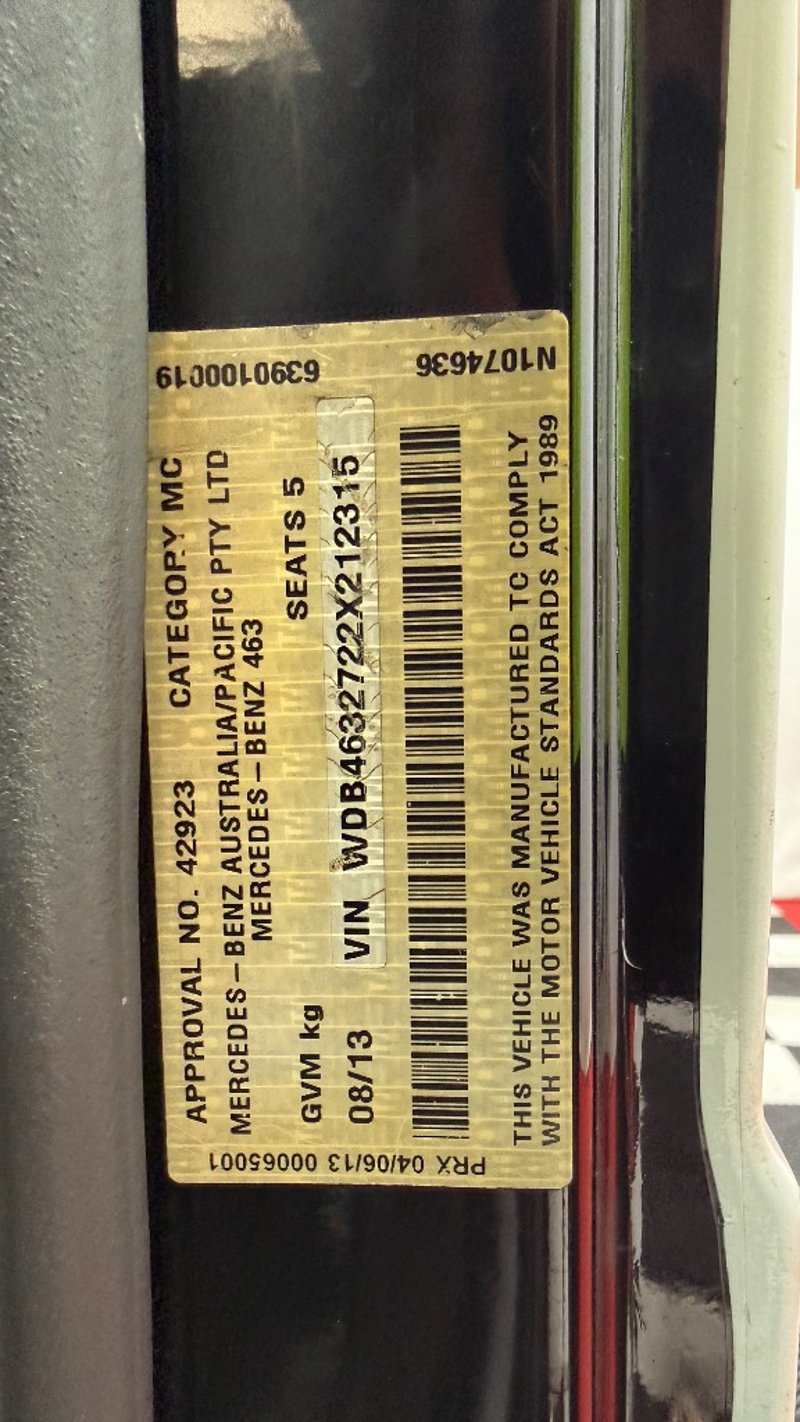 APPROVAL NO. 42923 CATEGORY MC
MERCEDES-BENZ AUSTRALIA/PACIFIC PTY LTD
MERCEDES-BENZ 463
GVM kg SEATS 5
08/13 VIN WDB4632722X212315
THIS VEHICLE WAS MANUFACTURED TO COMPLY
WITH THE MOTOR VEHICLE STANDARDS ACT 1989
PRX 04/06/13 00065001
N1074636 63901000019